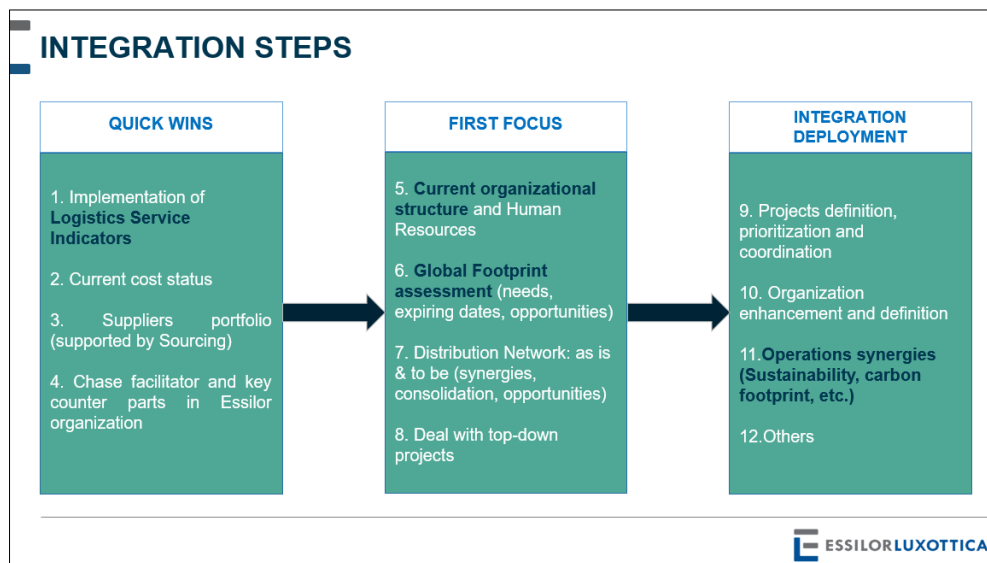 INTEGRATION STEPS
QUICK WINS
1. Implementation of
Logistics Service
Indicators
2. Current cost status
3. Suppliers portfolio
(supported by Sourcing)
4. Chase facilitator and key
counter parts in Essilor
organization
FIRST FOCUS
5. Current organizational
structure and Human
Resources
6. Global Footprint
assessment (needs,
expiring dates, opportunities)
7. Distribution Network: as is
& to be (synergies,
consolidation, opportunities)
8. Deal with top-down
projects
INTEGRATION
DEPLOYMENT
9. Projects definition,
prioritization and
coordination
10. Organization
enhancement and definition
11.Operations synergies
(Sustainability, carbon
footprint, etc.)
12.Others
ESSILORLUXOTTICA